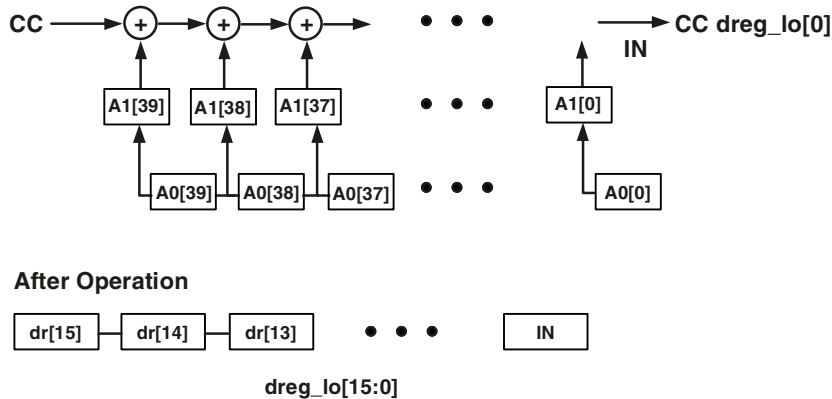 CC + + + CC dreg_lo[0]
IN
A1[39] A1[38] A1[37] A1[0]
A0[39] A0[38] A0[37] A0[0]
After Operation
dr[15] dr[14] dr[13] IN
dreg_lo[15:0]